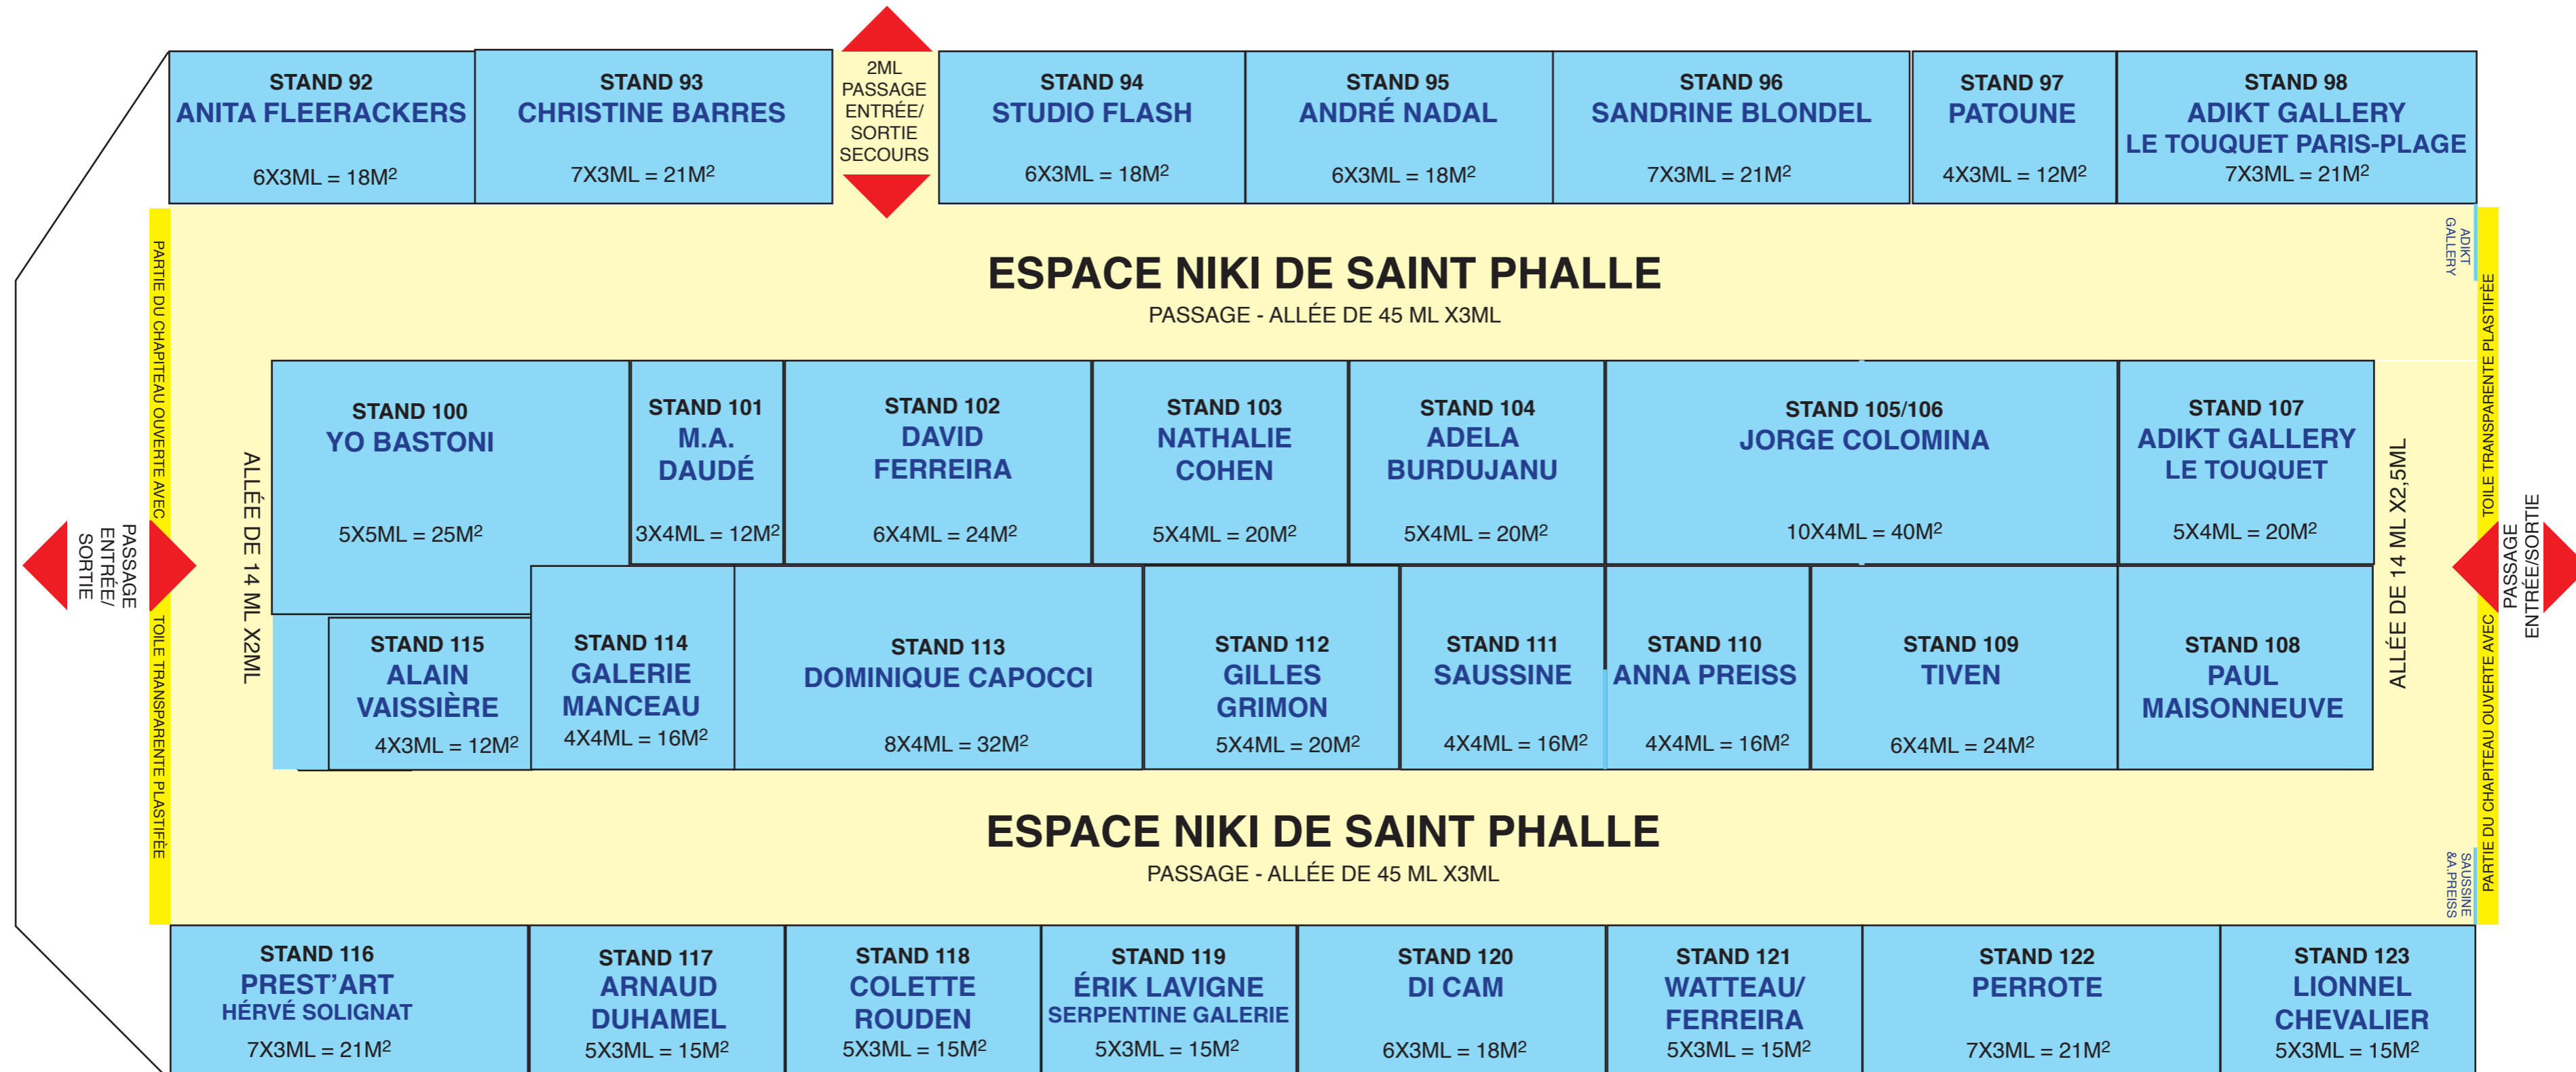 STAND 92
ANITA FLEERACKERS
6X3ML = 18M²
STAND 93
CHRISTINE BARRES
7X3ML = 21M²
2ML
PASSAGE
ENTRÉE/
SORTIE
SECOURS
STAND 94
STUDIO FLASH
6X3ML = 18M²
STAND 95
ANDRÉ NADAL
6X3ML = 18M²
STAND 96
SANDRINE BLONDEL
7X3ML = 21M²
STAND 97
PATOUNE
4X3ML = 12M²
STAND 98
ADIKT GALLERY
LE TOUQUET PARIS-PLAGE
7X3ML = 21M²
ADIKT
GALLERY
ESPACE NIKI DE SAINT PHALLE
PASSAGE - ALLÉE DE 45 ML X3ML
PARTIE DU CHAPITEAU OUVERTE AVEC
TOILE TRANSPARENTE PLASTIFÉE
PASSAGE
ENTRÉE/
SORTIE
ALLÉE DE 14 ML X2ML
STAND 100
YO BASTONI
5X5ML = 25M²
STAND 101
M.A.
DAUDÉ
3X4ML = 12M²
STAND 102
DAVID
FERREIRA
6X4ML = 24M²
STAND 103
NATHALIE
COHEN
5X4ML = 20M²
STAND 104
ADELA
BURDUJANU
5X4ML = 20M²
STAND 105/106
JORGE COLOMINA
10X4ML = 40M²
STAND 107
ADIKT GALLERY
LE TOUQUET
5X4ML = 20M²
ALLÉE DE 14 ML X2,5ML
PARTIE DU CHAPITEAU OUVERTE AVEC
TOILE TRANSPARENTE PLASTIFÉE
PASSAGE
ENTRÉE/SORTIE
STAND 115
ALAIN
VAISSIÈRE
4X3ML = 12M²
STAND 114
GALERIE
MANCEAU
4X4ML = 16M²
STAND 113
DOMINIQUE CAPOCCI
8X4ML = 32M²
STAND 112
GILLES
GRIMON
5X4ML = 20M²
STAND 111
SAUSSINE
4X4ML = 16M²
STAND 110
ANNA PREISS
4X4ML = 16M²
STAND 109
TIVEN
6X4ML = 24M²
STAND 108
PAUL
MAISONNEUVE
ESPACE NIKI DE SAINT PHALLE
PASSAGE - ALLÉE DE 45 ML X3ML
SAUSSINE
&A.PREISS
STAND 116
PREST'ART
HÉRVÉ SOLIGNAT
7X3ML = 21M²
STAND 117
ARNAUD
DUHAMEL
5X3ML = 15M²
STAND 118
COLETTE
ROUDEN
5X3ML = 15M²
STAND 119
ÉRIK LAVIGNE
SERPENTINE GALERIE
5X3ML = 15M²
STAND 120
DI CAM
6X3ML = 18M²
STAND 121
WATTEAU/
FERREIRA
5X3ML = 15M²
STAND 122
PERROTE
7X3ML = 21M²
STAND 123
LIONNEL
CHEVALIER
5X3ML = 15M²